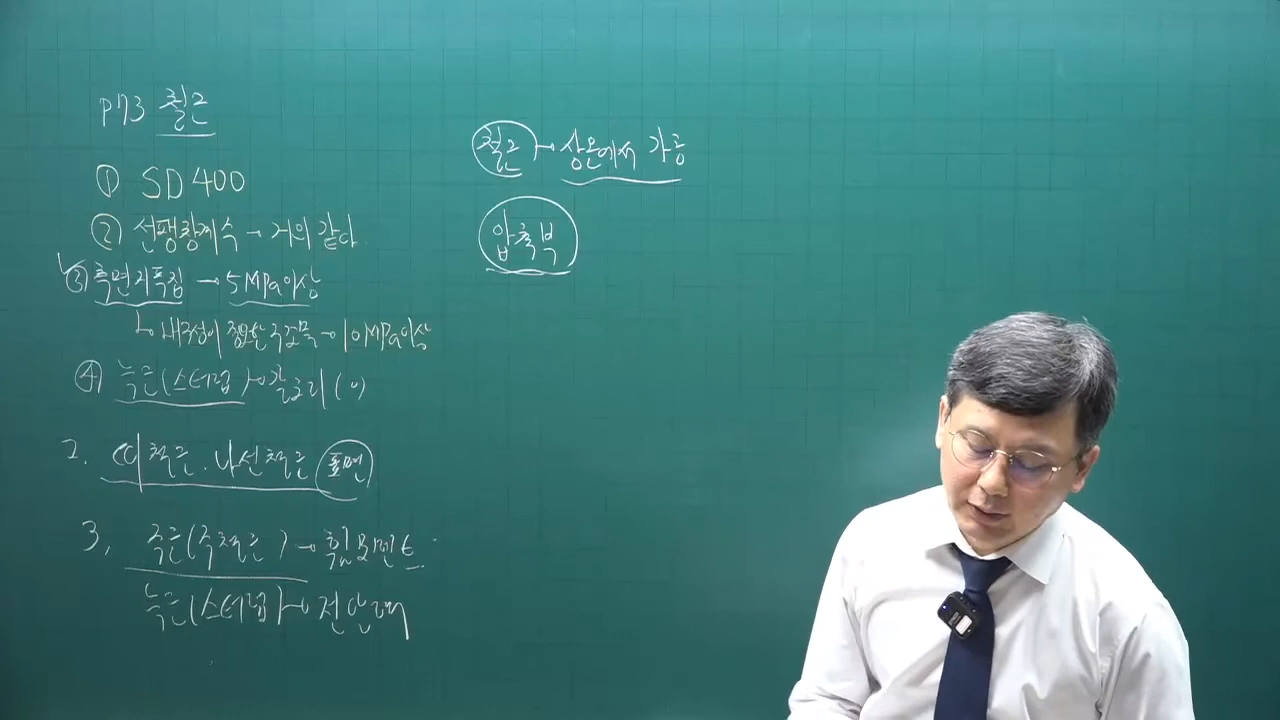 P73 철근
① SD400
② 선팽창계수 → 거의 같다.
√③ 측면지폭집 → 5MPa이상
↳ 내구성이 중요한 구조물 → 10MPa이상
④ 늑근(스터럽) → 갈고리(
2. 띠철근. 나선철근 표면
3. 주근(주철근) → 휨모멘트
늑근(스터럽) → 전단력
철근 → 상온에서 가공
압축부